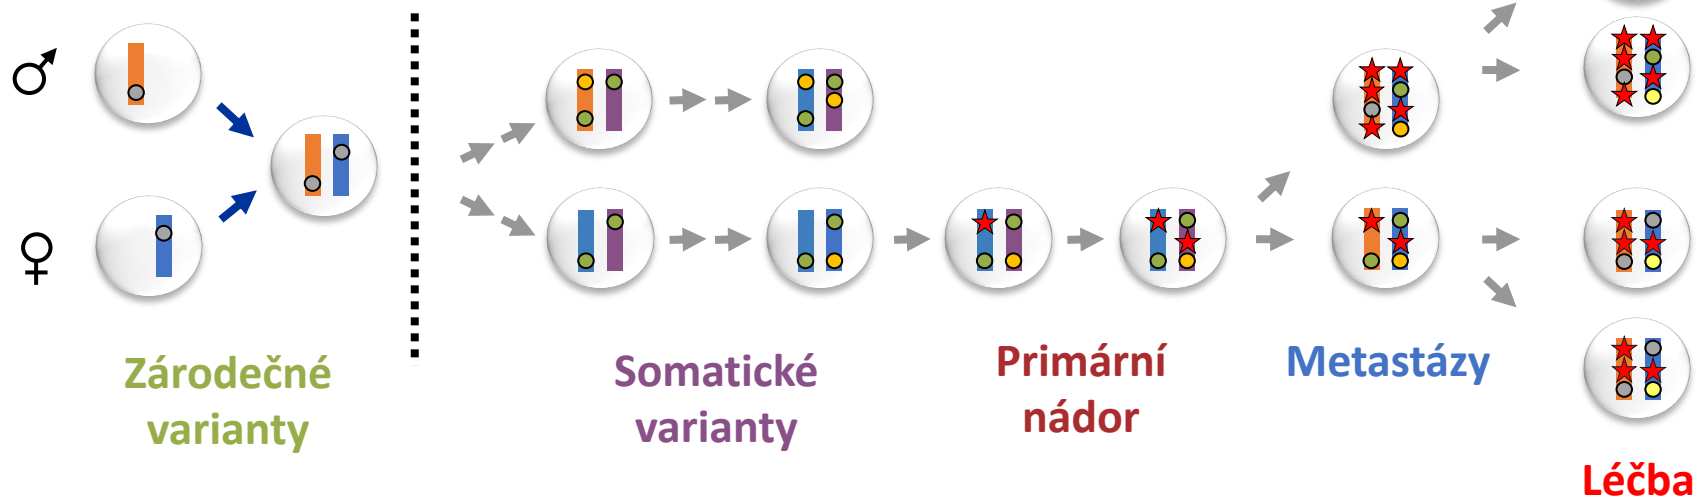 Zárodečné
varianty
Somatické
varianty
Primární
nádor
Metastázy
Léčba